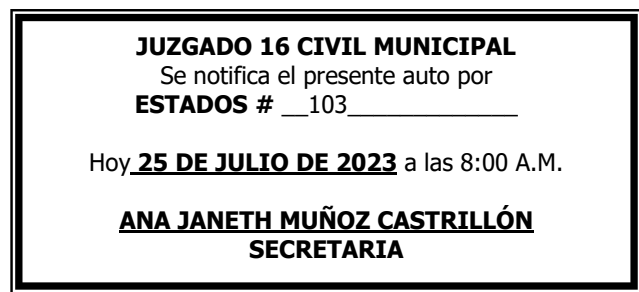 JUZGADO 16 CIVIL MUNICIPAL
Se notifica el presente auto por
ESTADOS # __103_____________
Hoy 25 DE JULIO DE 2023 a las 8:00 A.M.
ANA JANETH MUÑOZ CASTRILLÓN
SECRETARIA